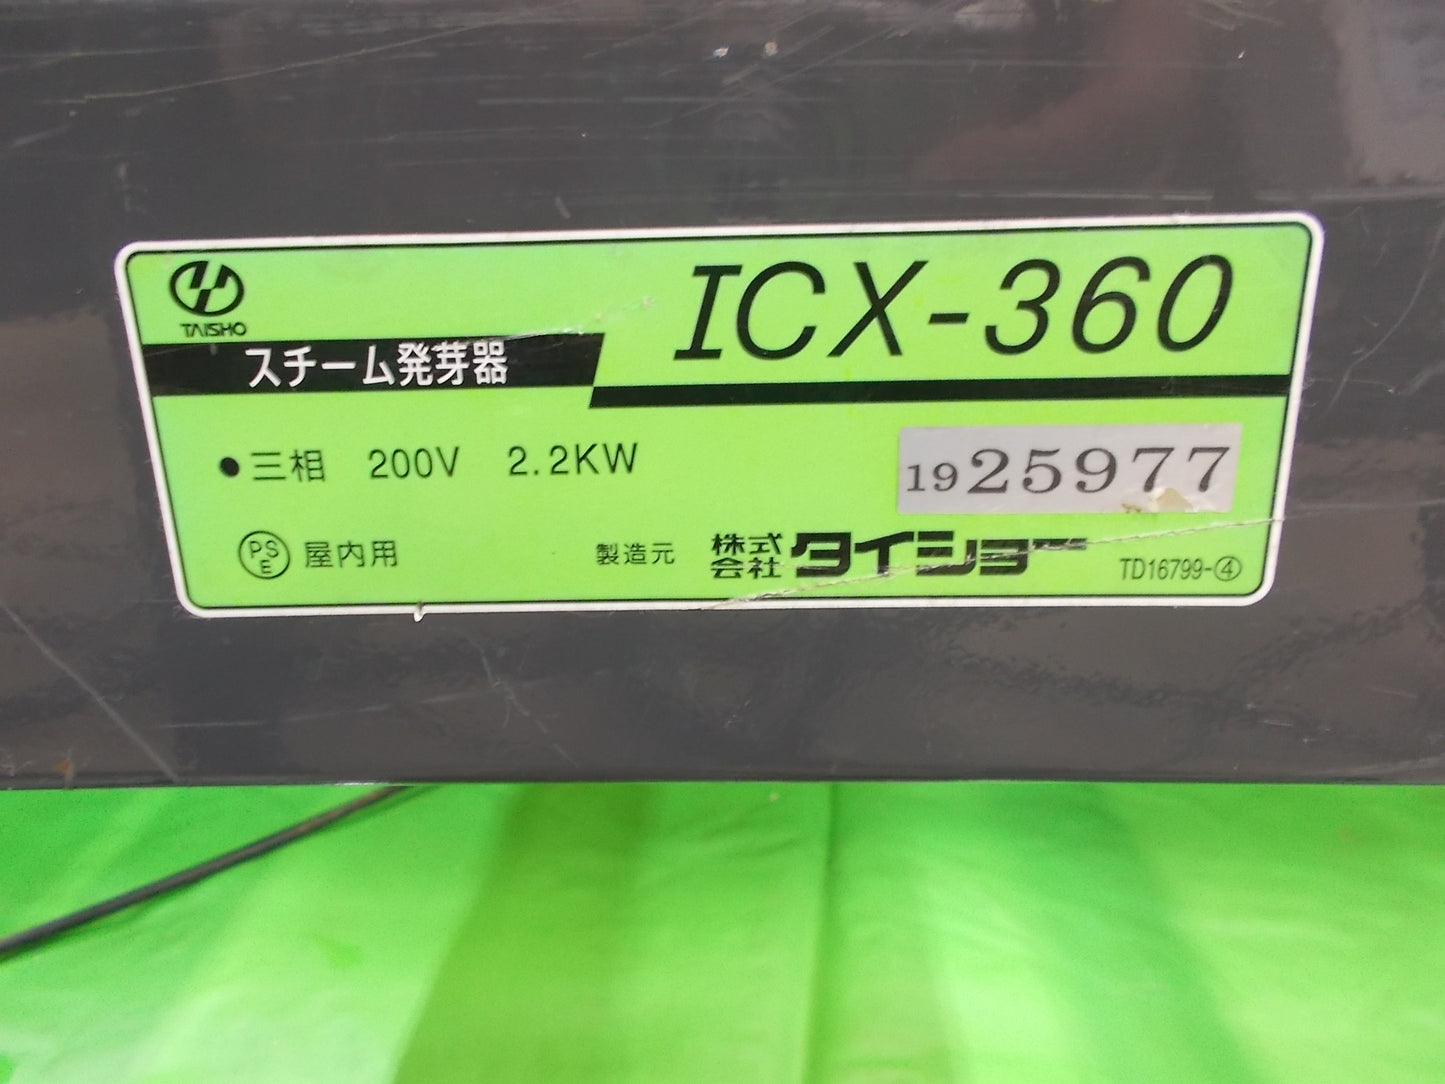 TAISHO
ICX-360
スチーム発芽器
●三相 200V 2.2KW
1925977
PSE 屋内用
製造元 株式会社 タイショー
TD16799-④